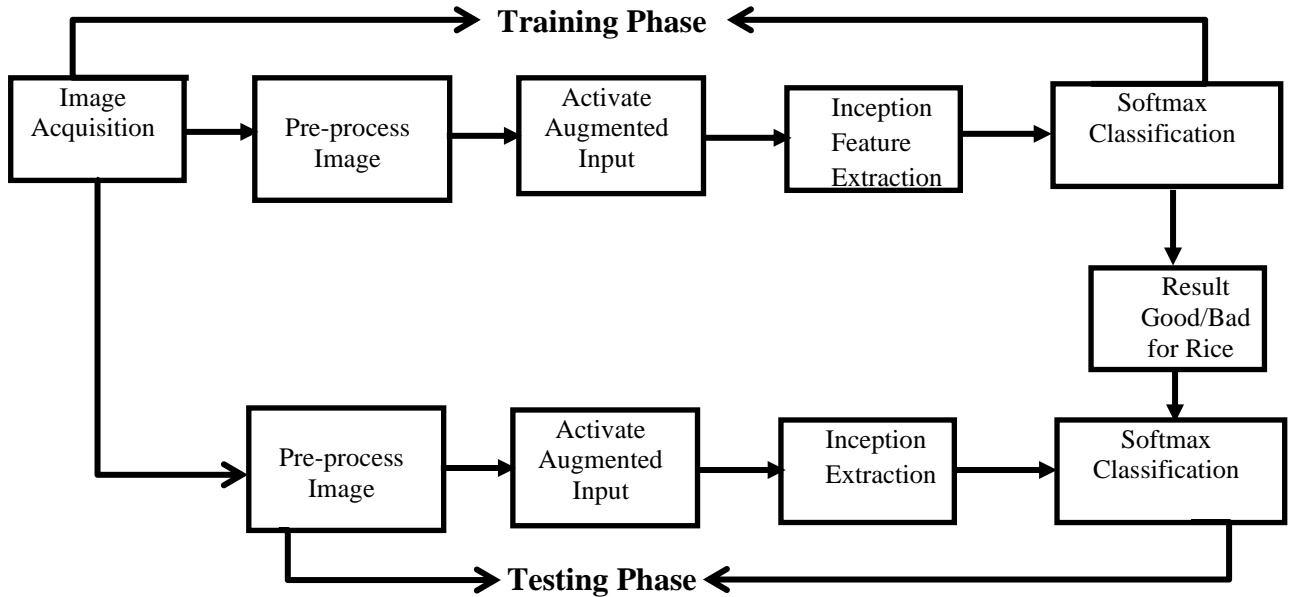 Training Phase
Image
Acquisition
Pre-process
Image
Activate
Augmented
Input
Inception
Feature
Extraction
Softmax
Classification
Result
Good/Bad
for Rice
Pre-process
Image
Activate
Augmented
Input
Inception
Extraction
Softmax
Classification
Testing Phase